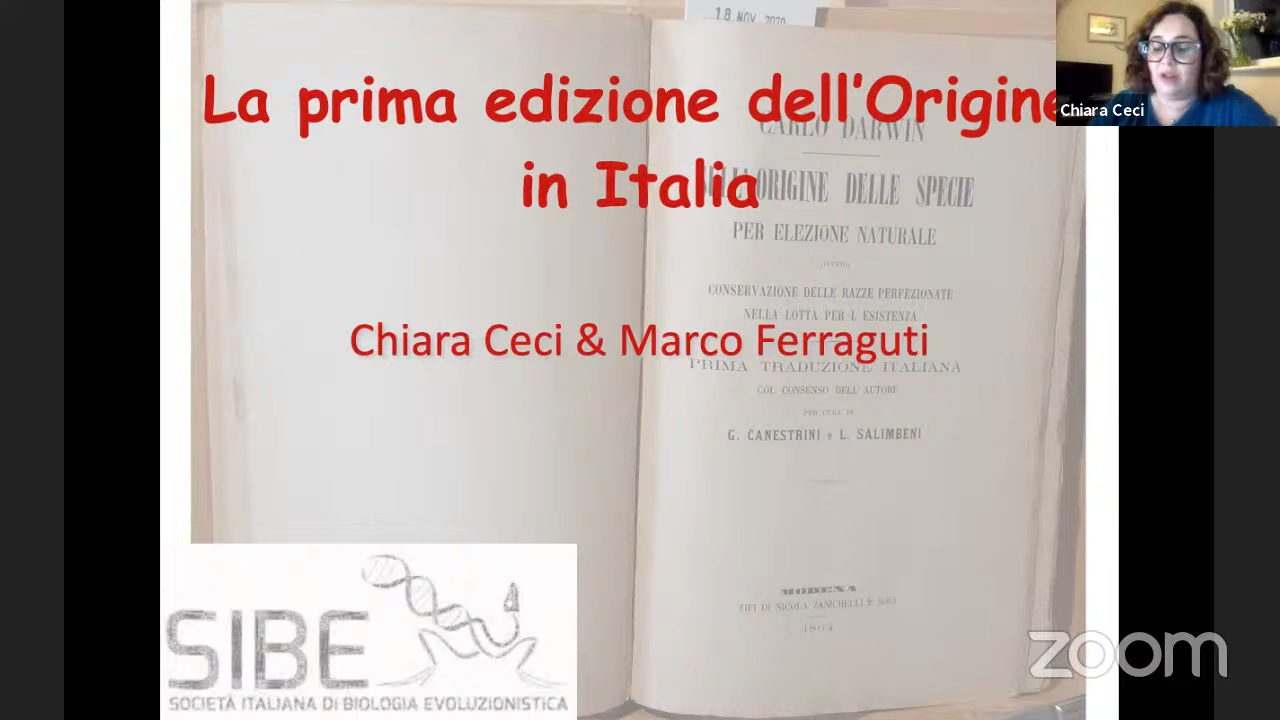 18 NOV 2020
La prima edizione dell'Origine
in Italia
Chiara Ceci & Marco Ferraguti
CARLO DARWIN
SULL'ORIGINE DELLE SPECIE
PER ELEZIONE NATURALE
OVVERO
CONSERVAZIONE DELLE RAZZE PERFEZIONATE
NELLA LOTTA PER L'ESISTENZA
PRIMA TRADUZIONE ITALIANA
COL CONSENSO DELL'AUTORE
PER CURA DI
G. CANESTRINI e L. SALIMBENI
MODENA
TIPI DI NICOLA ZANICHELLI E SOCI
1864
SIBE
SOCIETÀ ITALIANA DI BIOLOGIA EVOLUZIONISTICA
Chiara Ceci
zoom